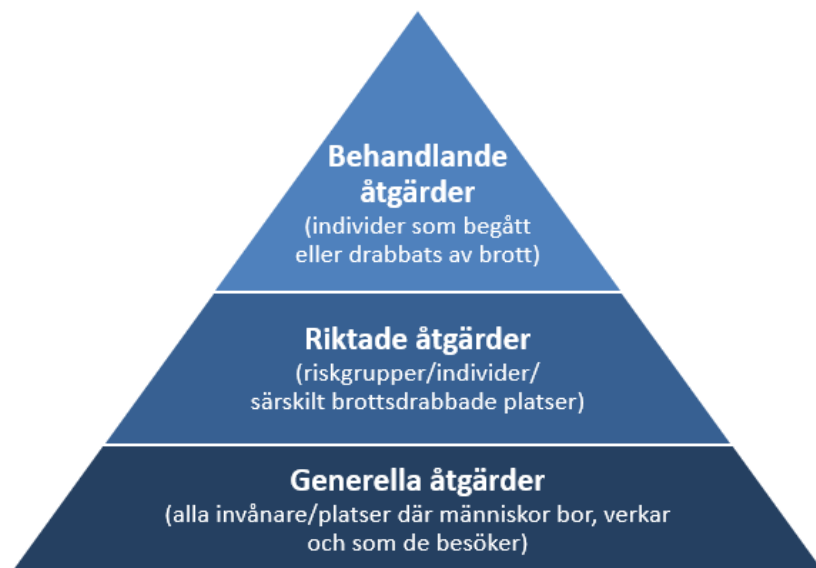 Behandlande
åtgärder
(individer som begått
eller drabbats av brott)
Riktade åtgärder
(riskgrupper/individer/
särskilt brottsdrabbade platser)
Generella åtgärder
(alla invånare/platser där människor bor, verkar
och som de besöker)